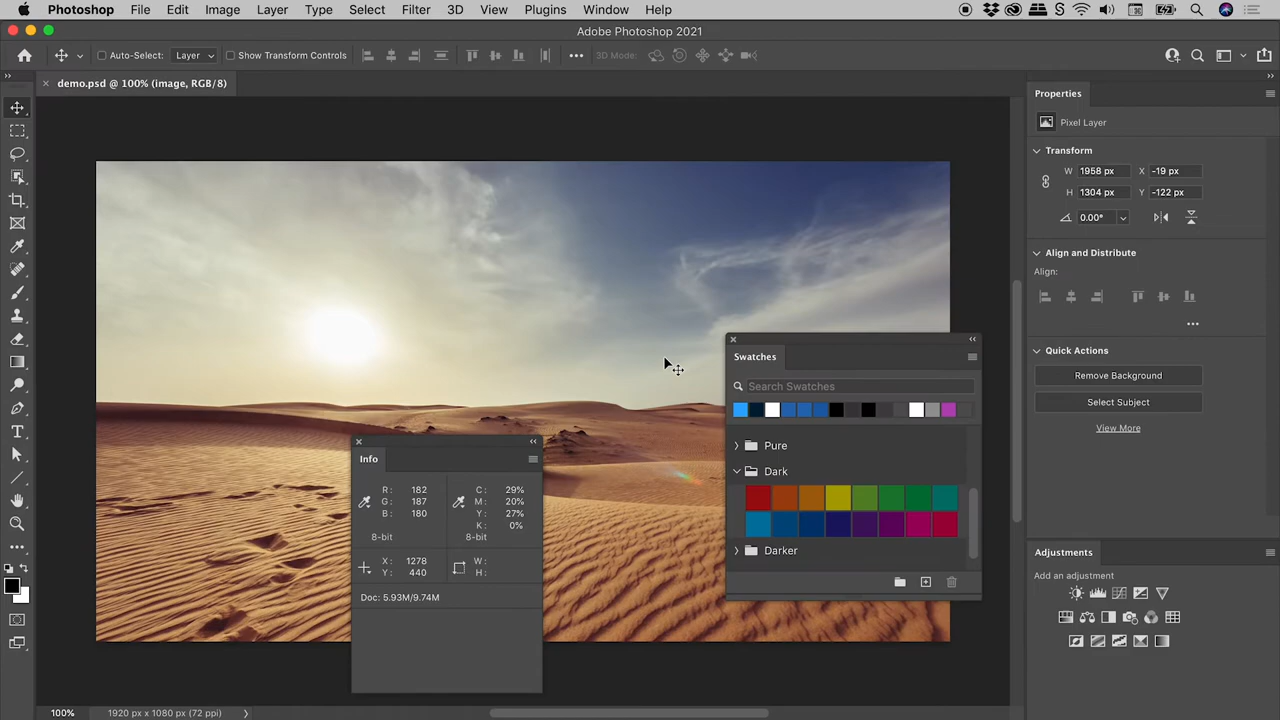 Photoshop File Edit Image Layer Type Select Filter 3D View Plugins Window Help
Adobe Photoshop 2021
Auto-Select: Layer Show Transform Controls 3D Mode:
demo.psd @ 100% (image, RGB/8)
Properties
Pixel Layer
Transform
W 1958 px X -19 px
H 1304 px Y -122 px
0.00°
Align and Distribute
Align:
Quick Actions
Remove Background
Select Subject
View More
Swatches
Search Swatches
Pure
Dark
Darker
Info
R: 182 C: 29%
G: 187 M: 20%
B: 180 Y: 27%
K: 0%
8-bit 8-bit
X: 1278 W:
Y: 440 H:
Doc: 5.93M/9.74M
Adjustments
Add an adjustment
100% 1920 px x 1080 px (72 ppi)